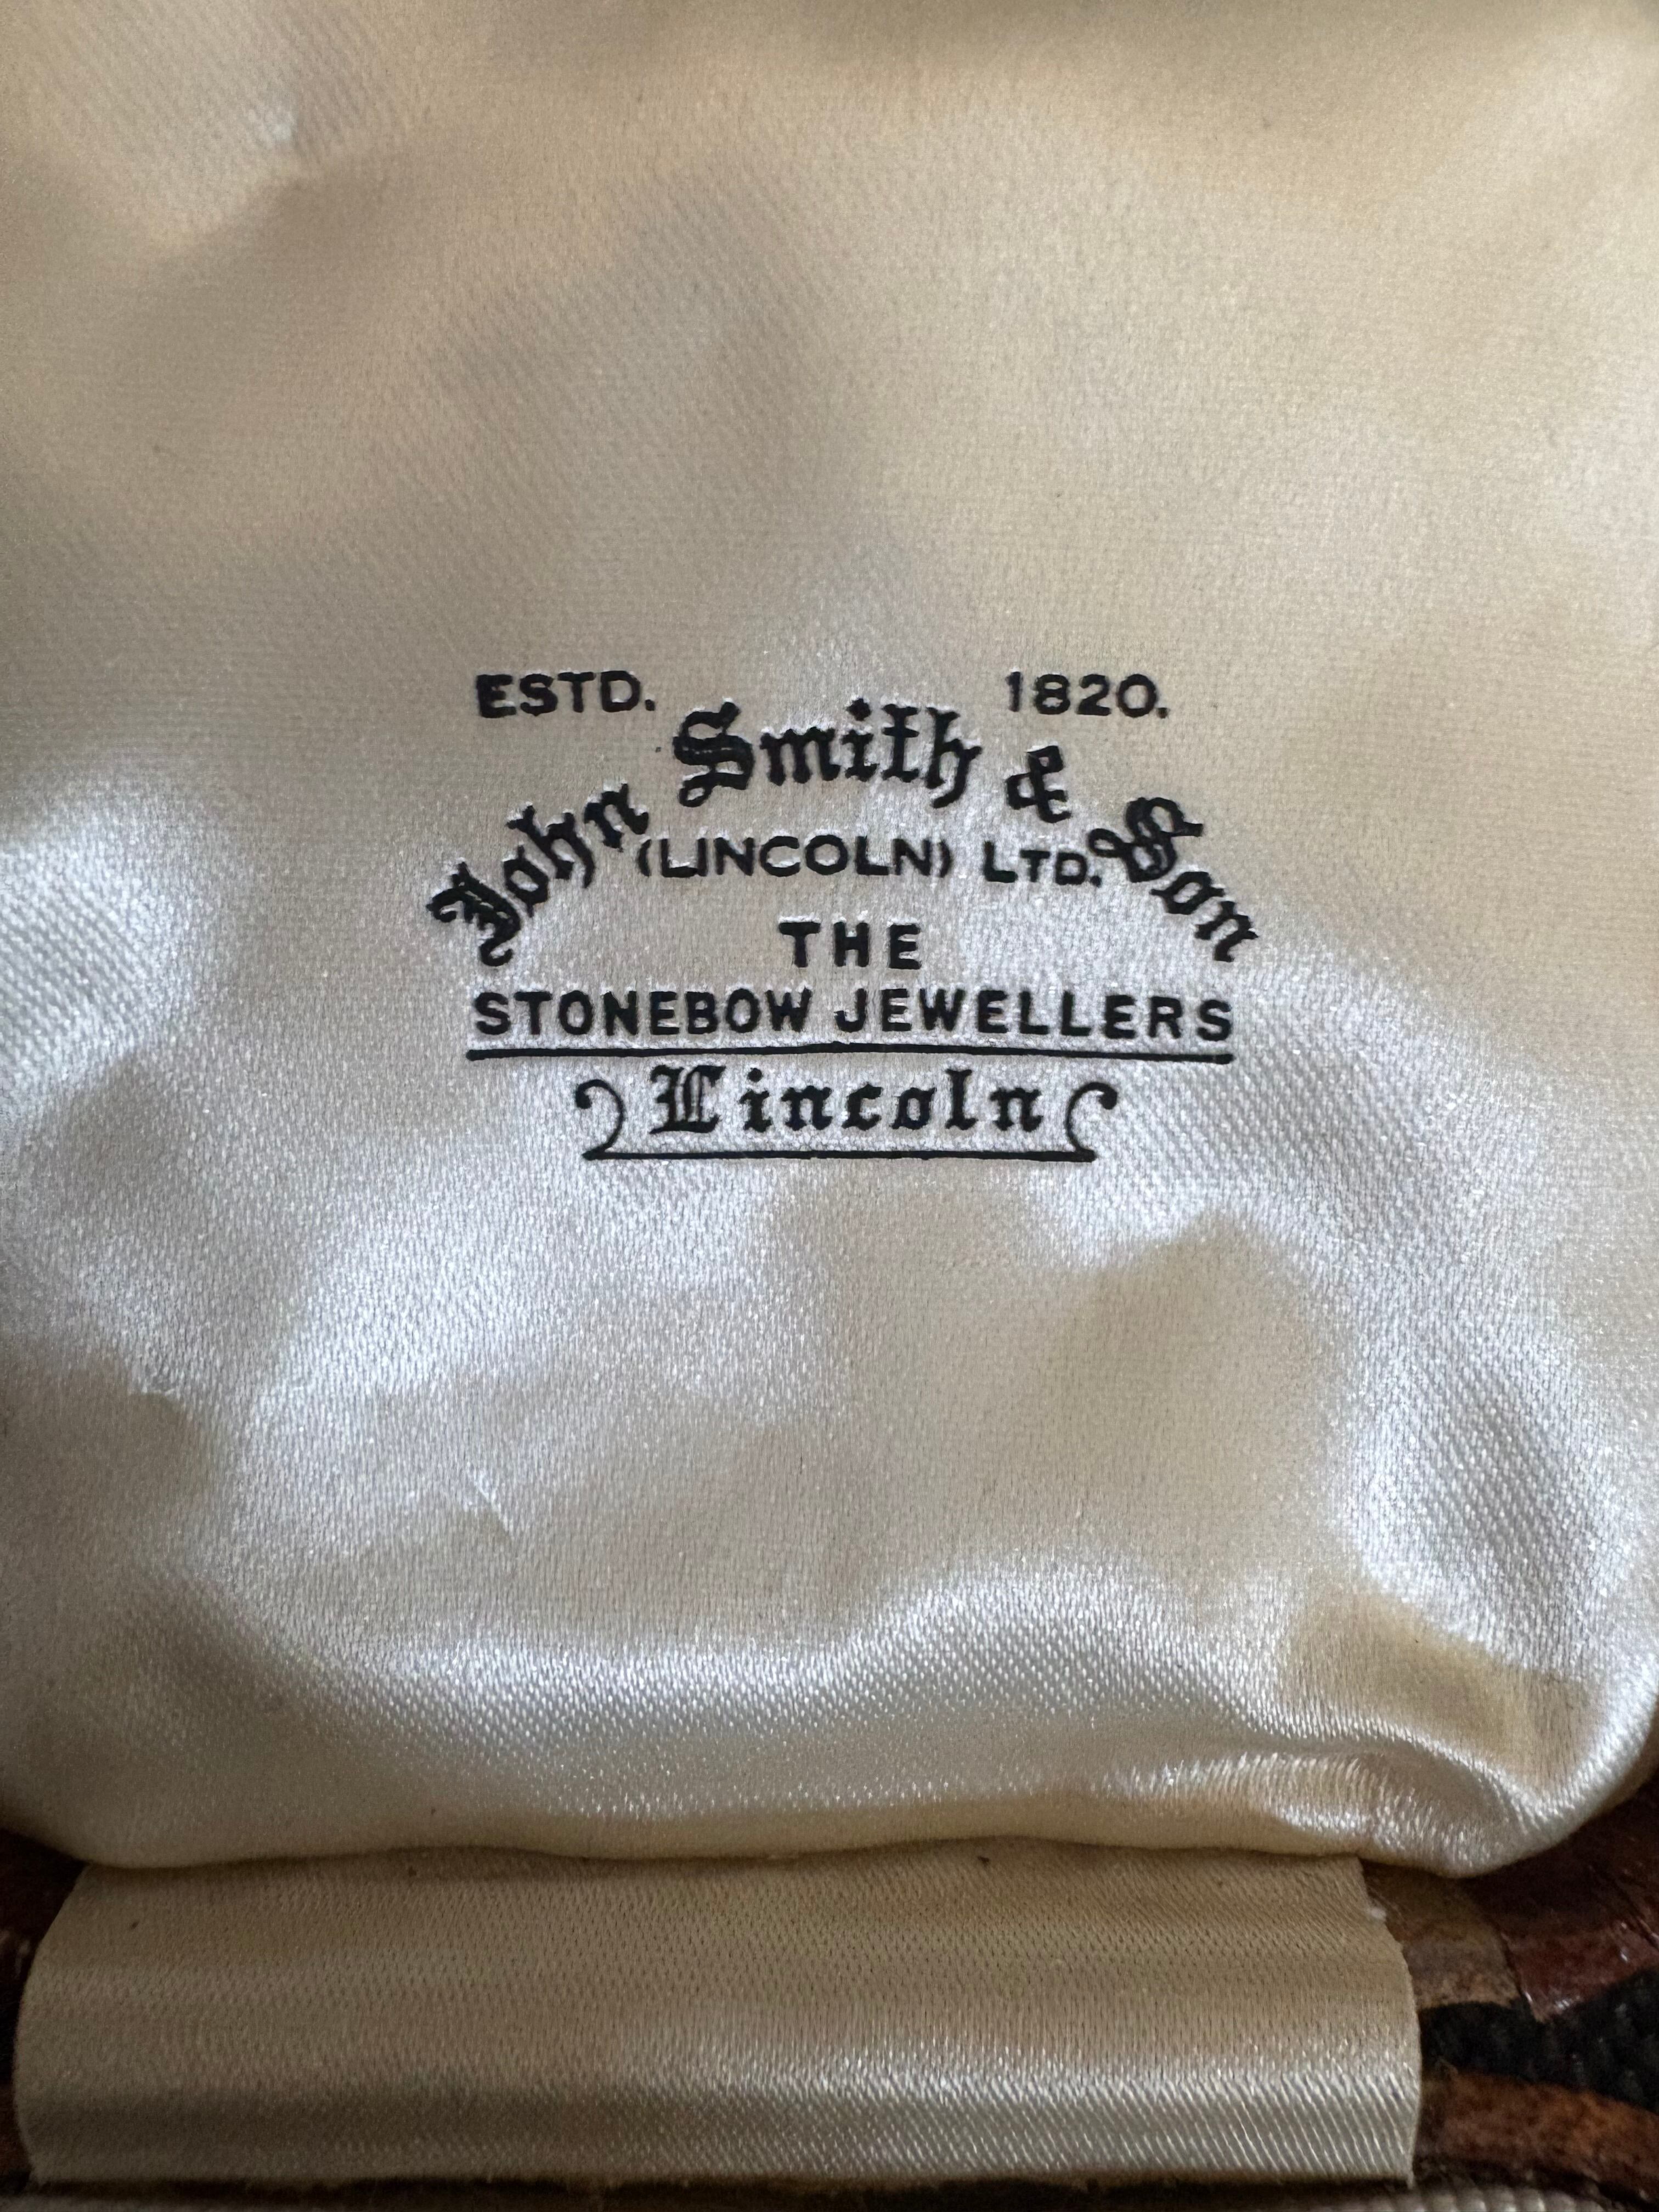 ESTD. 1820.
John Smith & Son
(LINCOLN) LTD.
THE
STONEBOW JEWELLERS
Lincoln